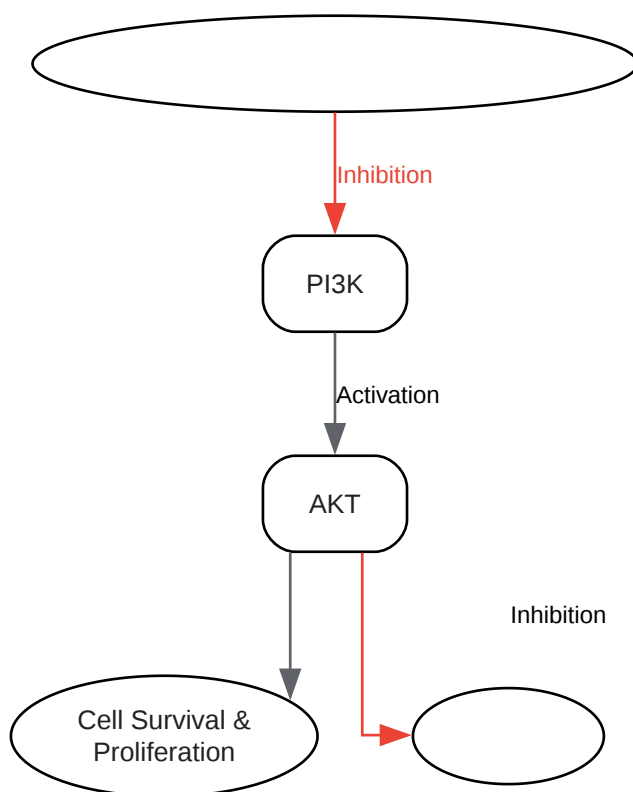 Inhibition
PI3K
Activation
AKT
Inhibition
Cell Survival &
Proliferation